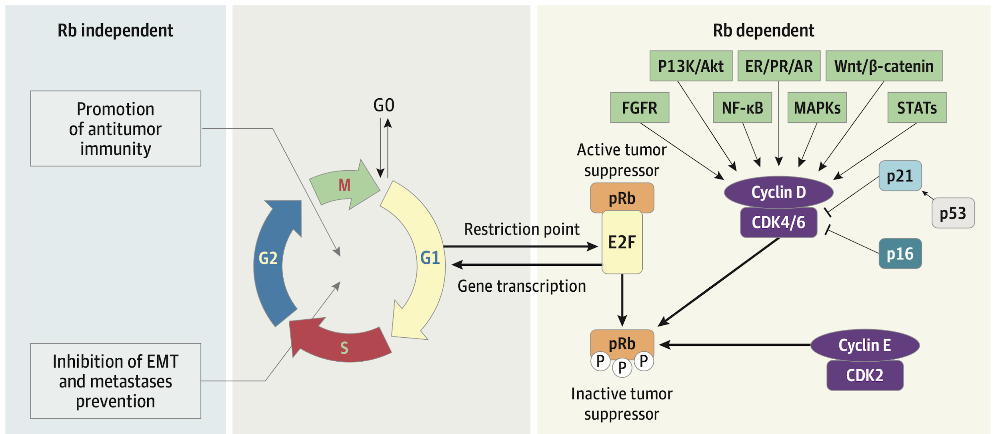 Rb independent
Promotion
of antitumor
immunity
Inhibition of EMT
and metastases
prevention
G0
M
G1
G2
S
Restriction point
Gene transcription
Rb dependent
P13K/Akt
ER/PR/AR
Wnt/β-catenin
FGFR
NF-κB
MAPKs
STATs
Active tumor
suppressor
pRb
E2F
Cyclin D
CDK4/6
p21
p53
p16
pRb
P
P
P
Inactive tumor
suppressor
Cyclin E
CDK2